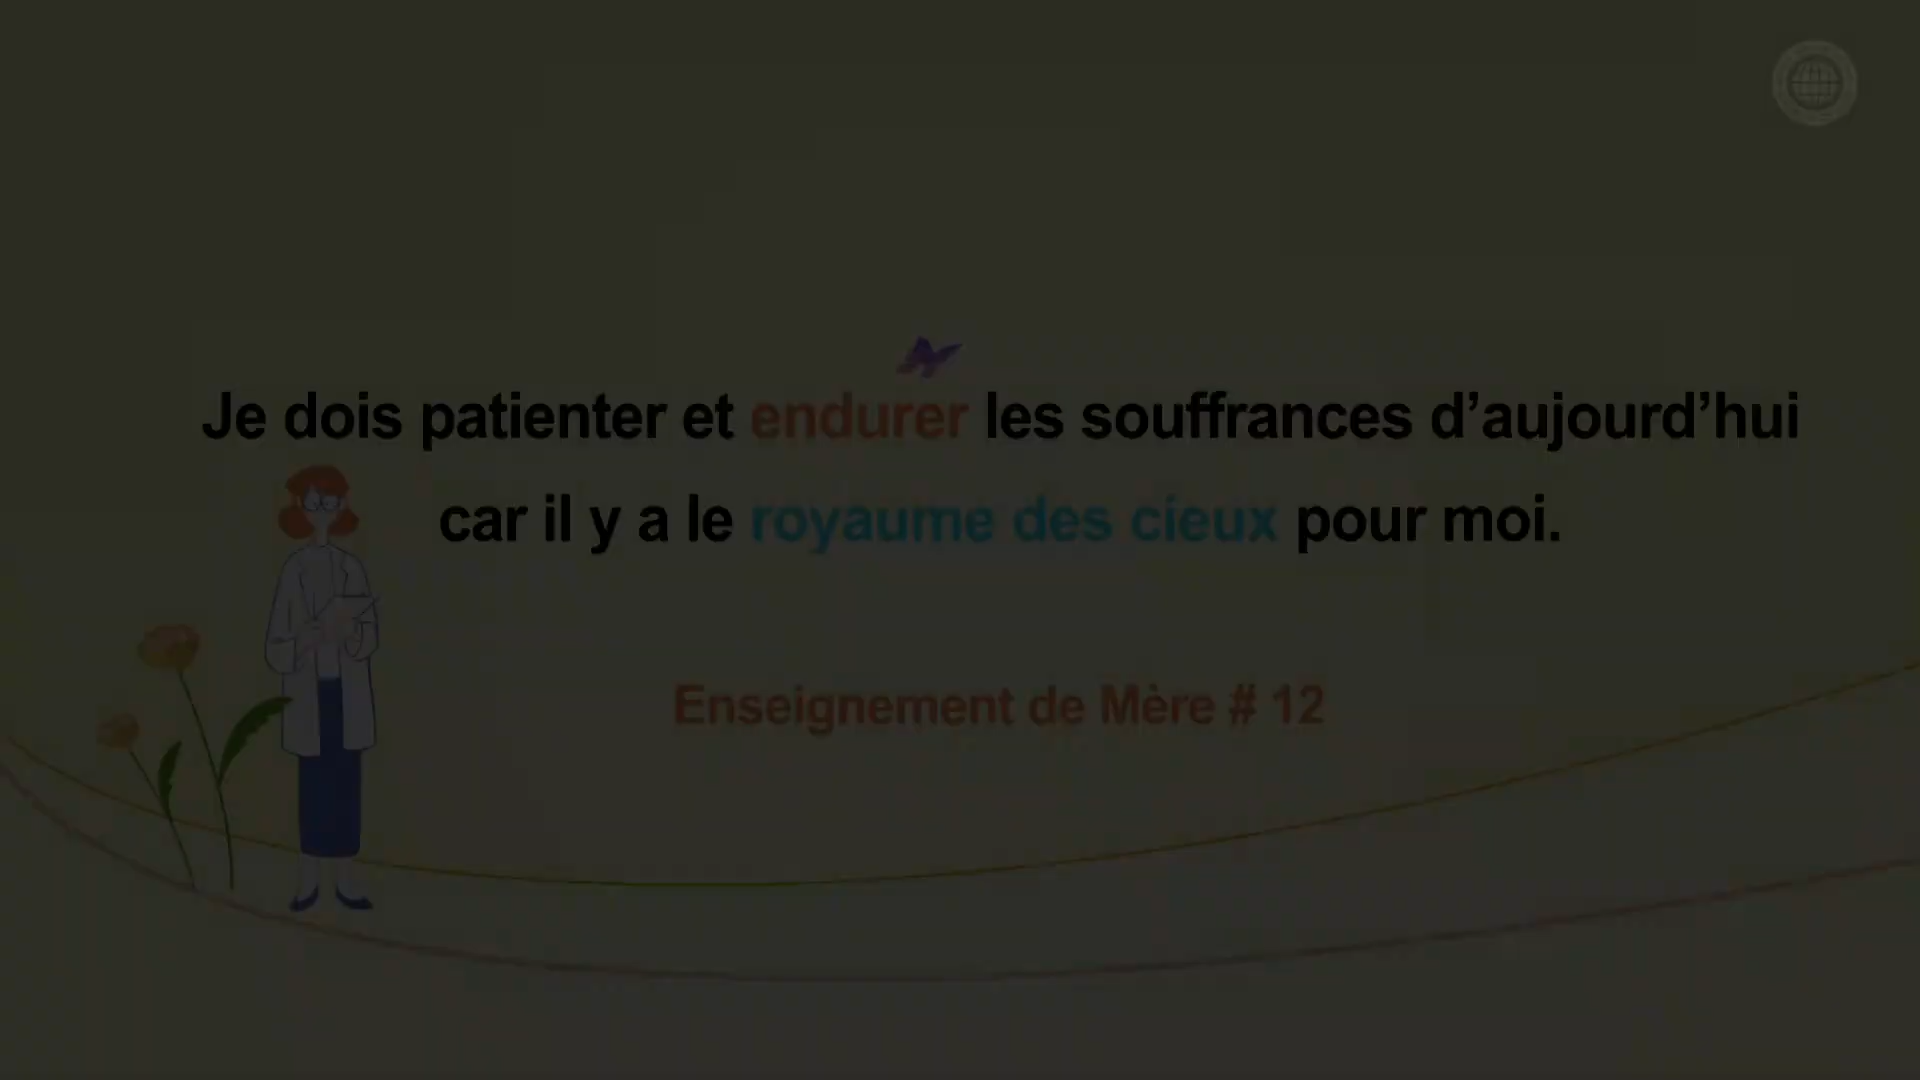 Je dois patienter et endurer les souffrances d’aujourd’hui
car il y a le royaume des cieux pour moi.
Enseignement de Mère # 12